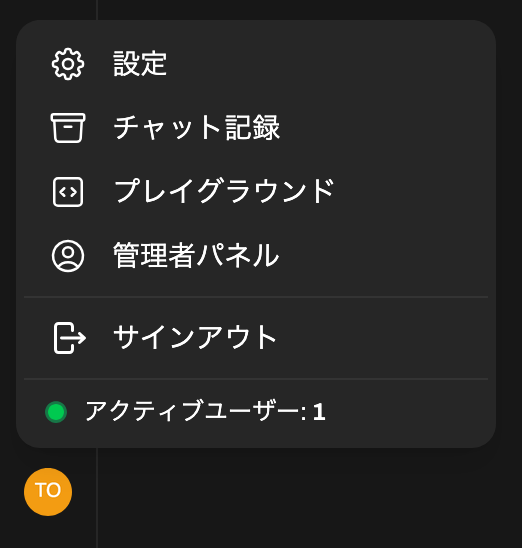 設定
チャット記録
プレイグラウンド
管理者パネル
サインアウト
アクティブユーザー: 1
TO